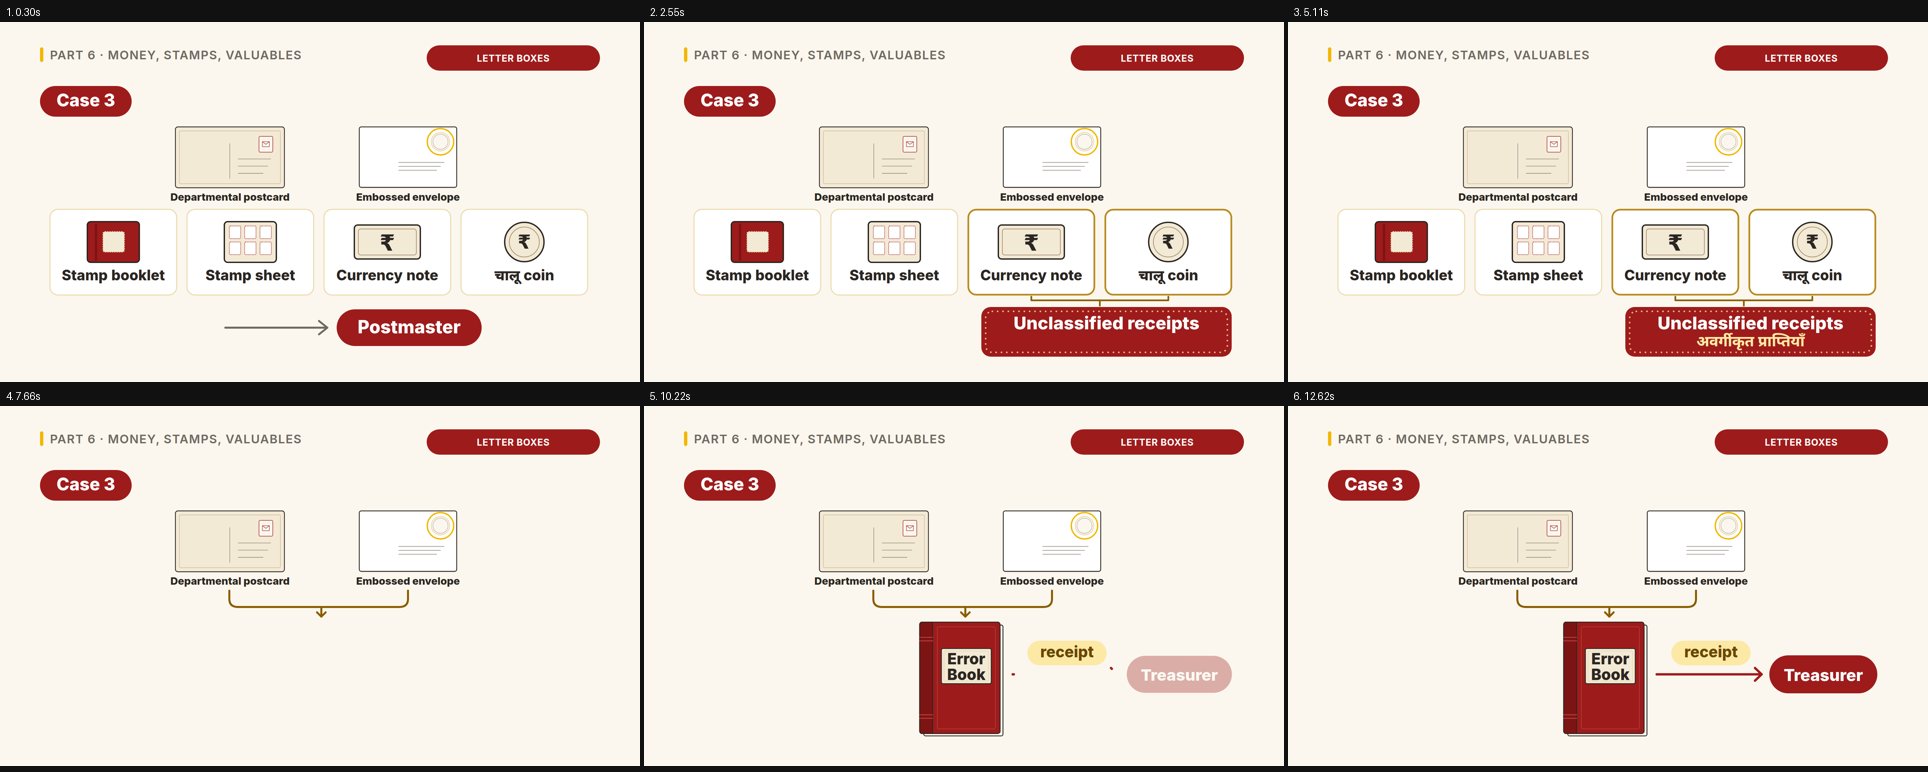 1. 0.30s
PART 6 · MONEY, STAMPS, VALUABLES
LETTER BOXES
Case 3
Departmental postcard
Embossed envelope
Stamp booklet
Stamp sheet
₹
Currency note
₹
चालू coin
Postmaster
2. 2.55s
PART 6 · MONEY, STAMPS, VALUABLES
LETTER BOXES
Case 3
Departmental postcard
Embossed envelope
Stamp booklet
Stamp sheet
₹
Currency note
₹
चालू coin
Unclassified receipts
3. 5.11s
PART 6 · MONEY, STAMPS, VALUABLES
LETTER BOXES
Case 3
Departmental postcard
Embossed envelope
Stamp booklet
Stamp sheet
₹
Currency note
₹
चालू coin
Unclassified receipts
अवर्गीकृत प्राप्तियाँ
4. 7.66s
PART 6 · MONEY, STAMPS, VALUABLES
LETTER BOXES
Case 3
Departmental postcard
Embossed envelope
5. 10.22s
PART 6 · MONEY, STAMPS, VALUABLES
LETTER BOXES
Case 3
Departmental postcard
Embossed envelope
Error
Book
receipt
Treasurer
6. 12.62s
PART 6 · MONEY, STAMPS, VALUABLES
LETTER BOXES
Case 3
Departmental postcard
Embossed envelope
Error
Book
receipt
Treasurer